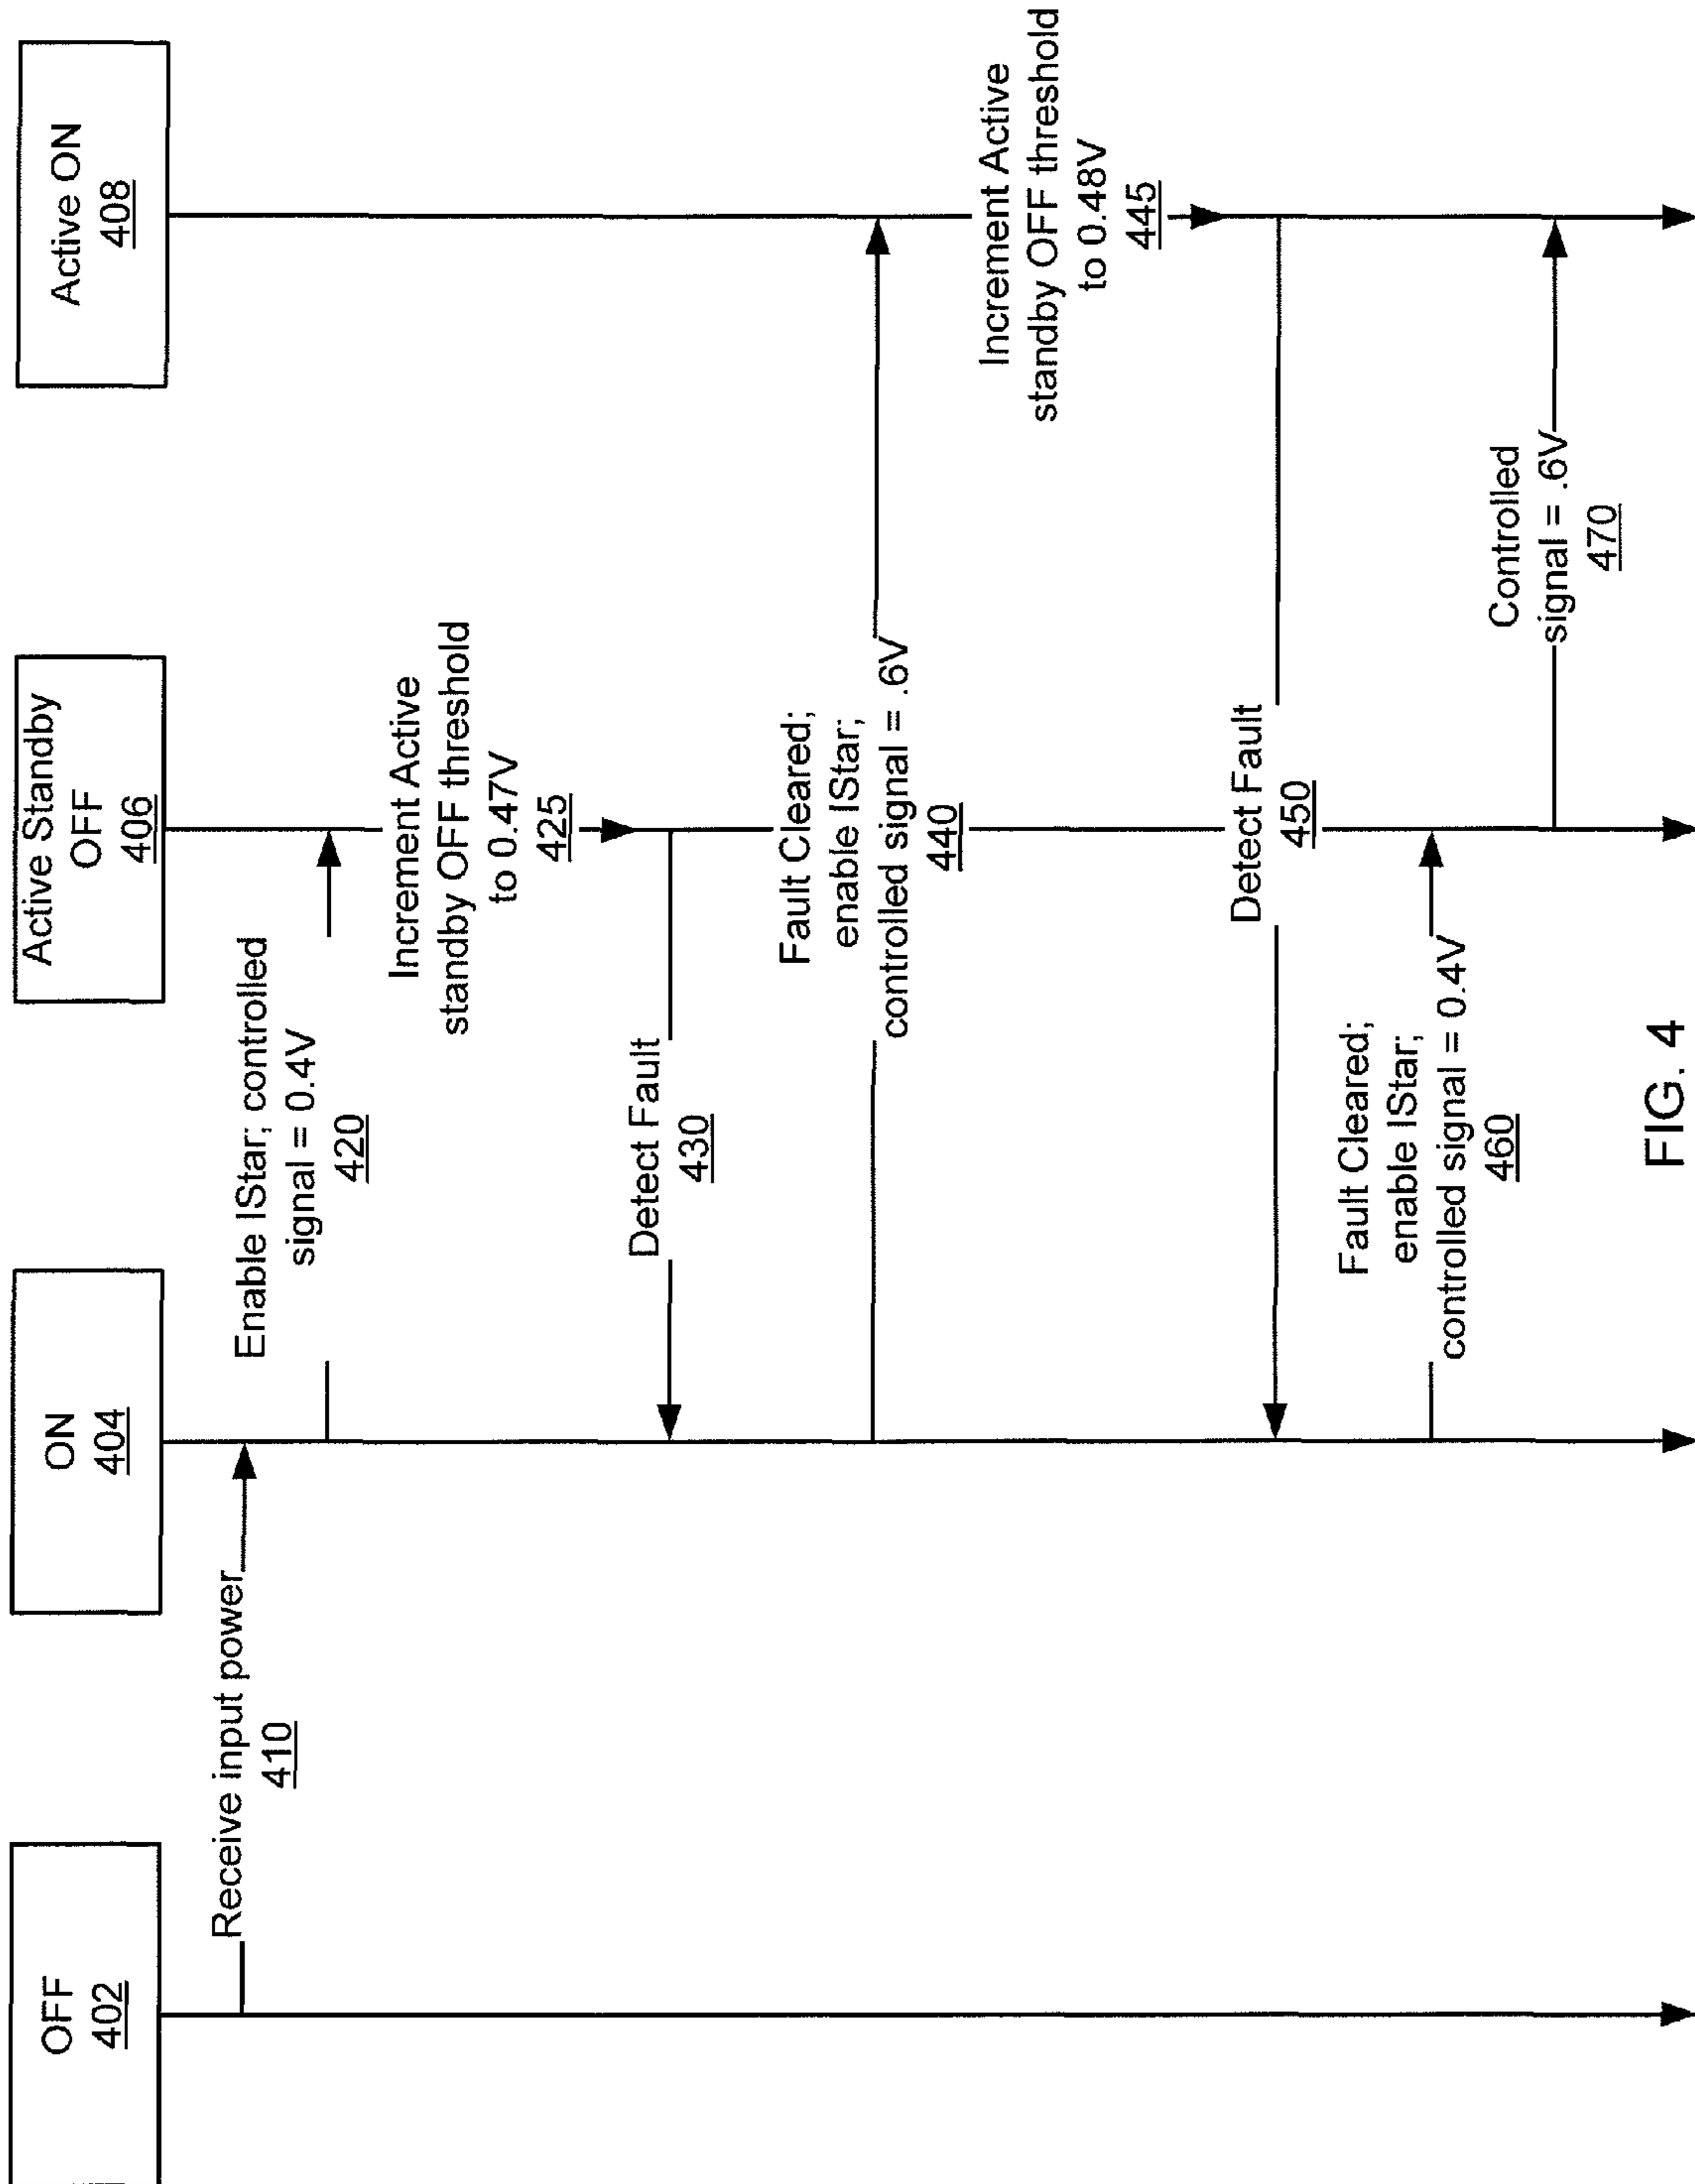 OFF
402
ON
404
Active Standby
OFF
406
Active ON
408
Receive input power
410
Enable IStar; controlled
signal = 0.4V
420
Increment Active
standby OFF threshold
to 0.47V
425
Detect Fault
430
Fault Cleared;
enable IStar;
controlled signal = .6V
440
Increment Active
standby OFF threshold
to 0.48V
445
Detect Fault
450
Fault Cleared;
enable IStar;
controlled signal = 0.4V
460
Controlled
signal = .6V
470
FIG. 4